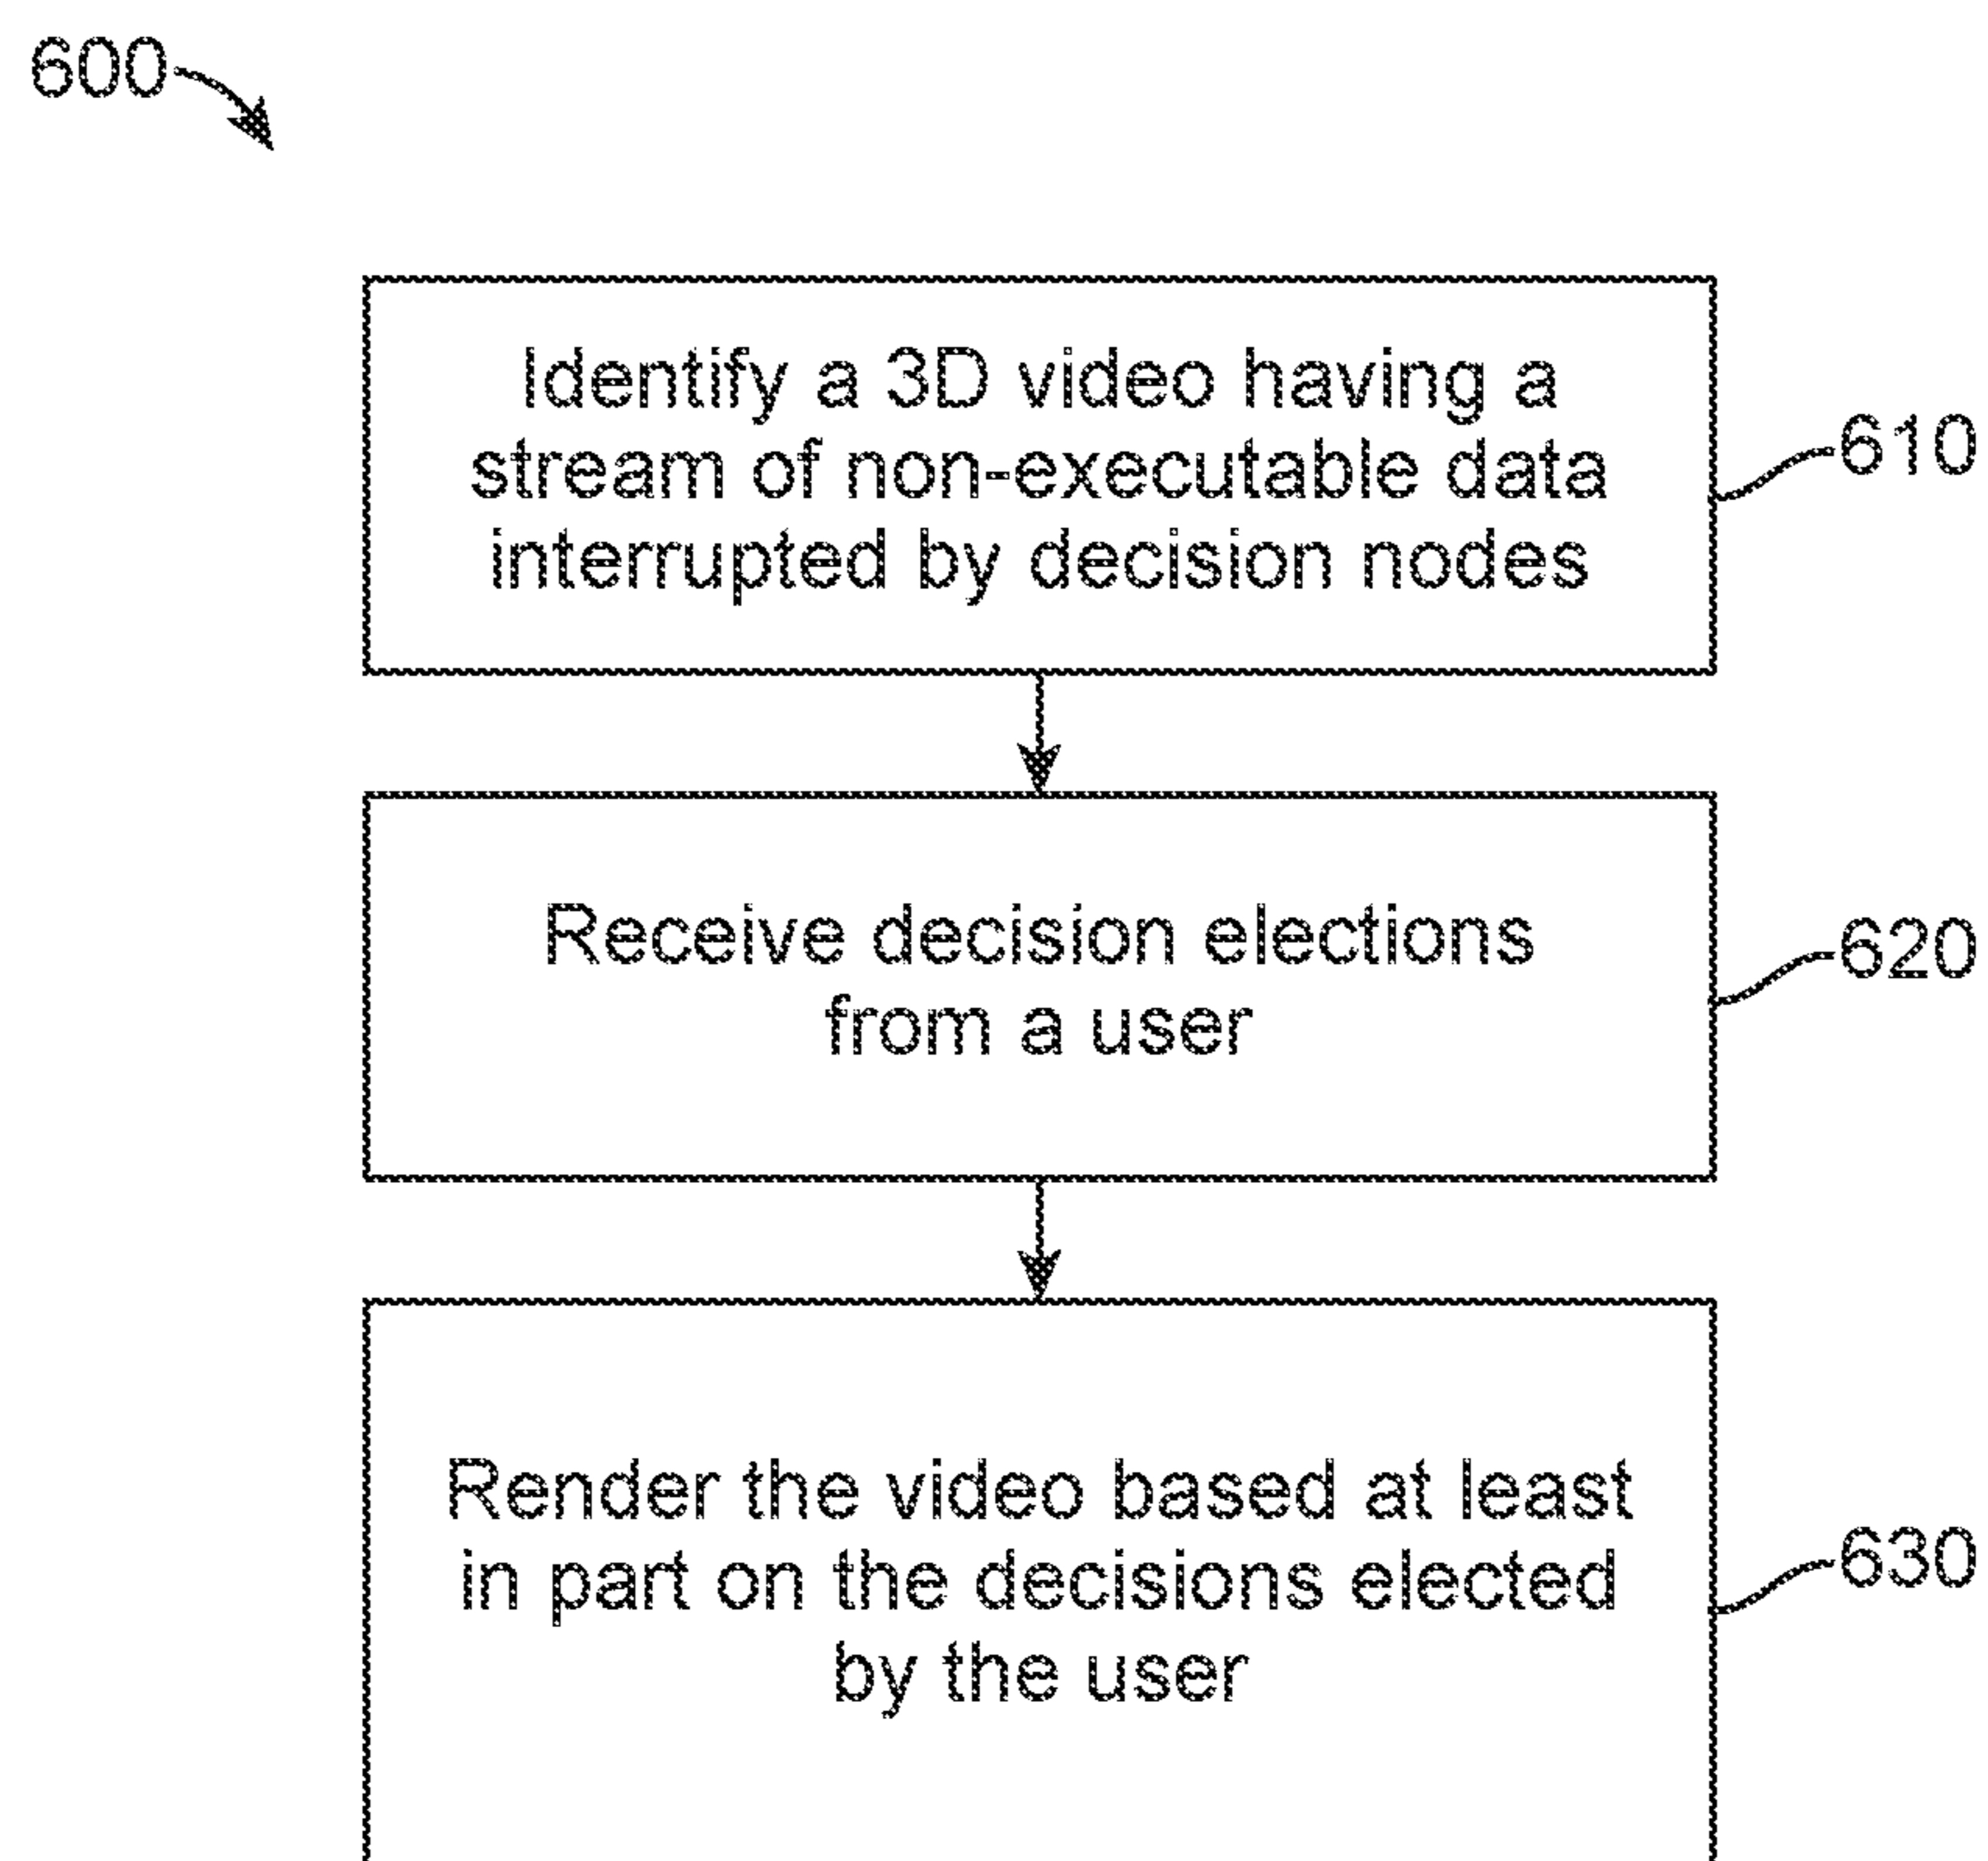 600
Identify a 3D video having a
stream of non-executable data
interrupted by decision nodes
610
Receive decision elections
from a user
620
Render the video based at least
in part on the decisions elected
by the user
630